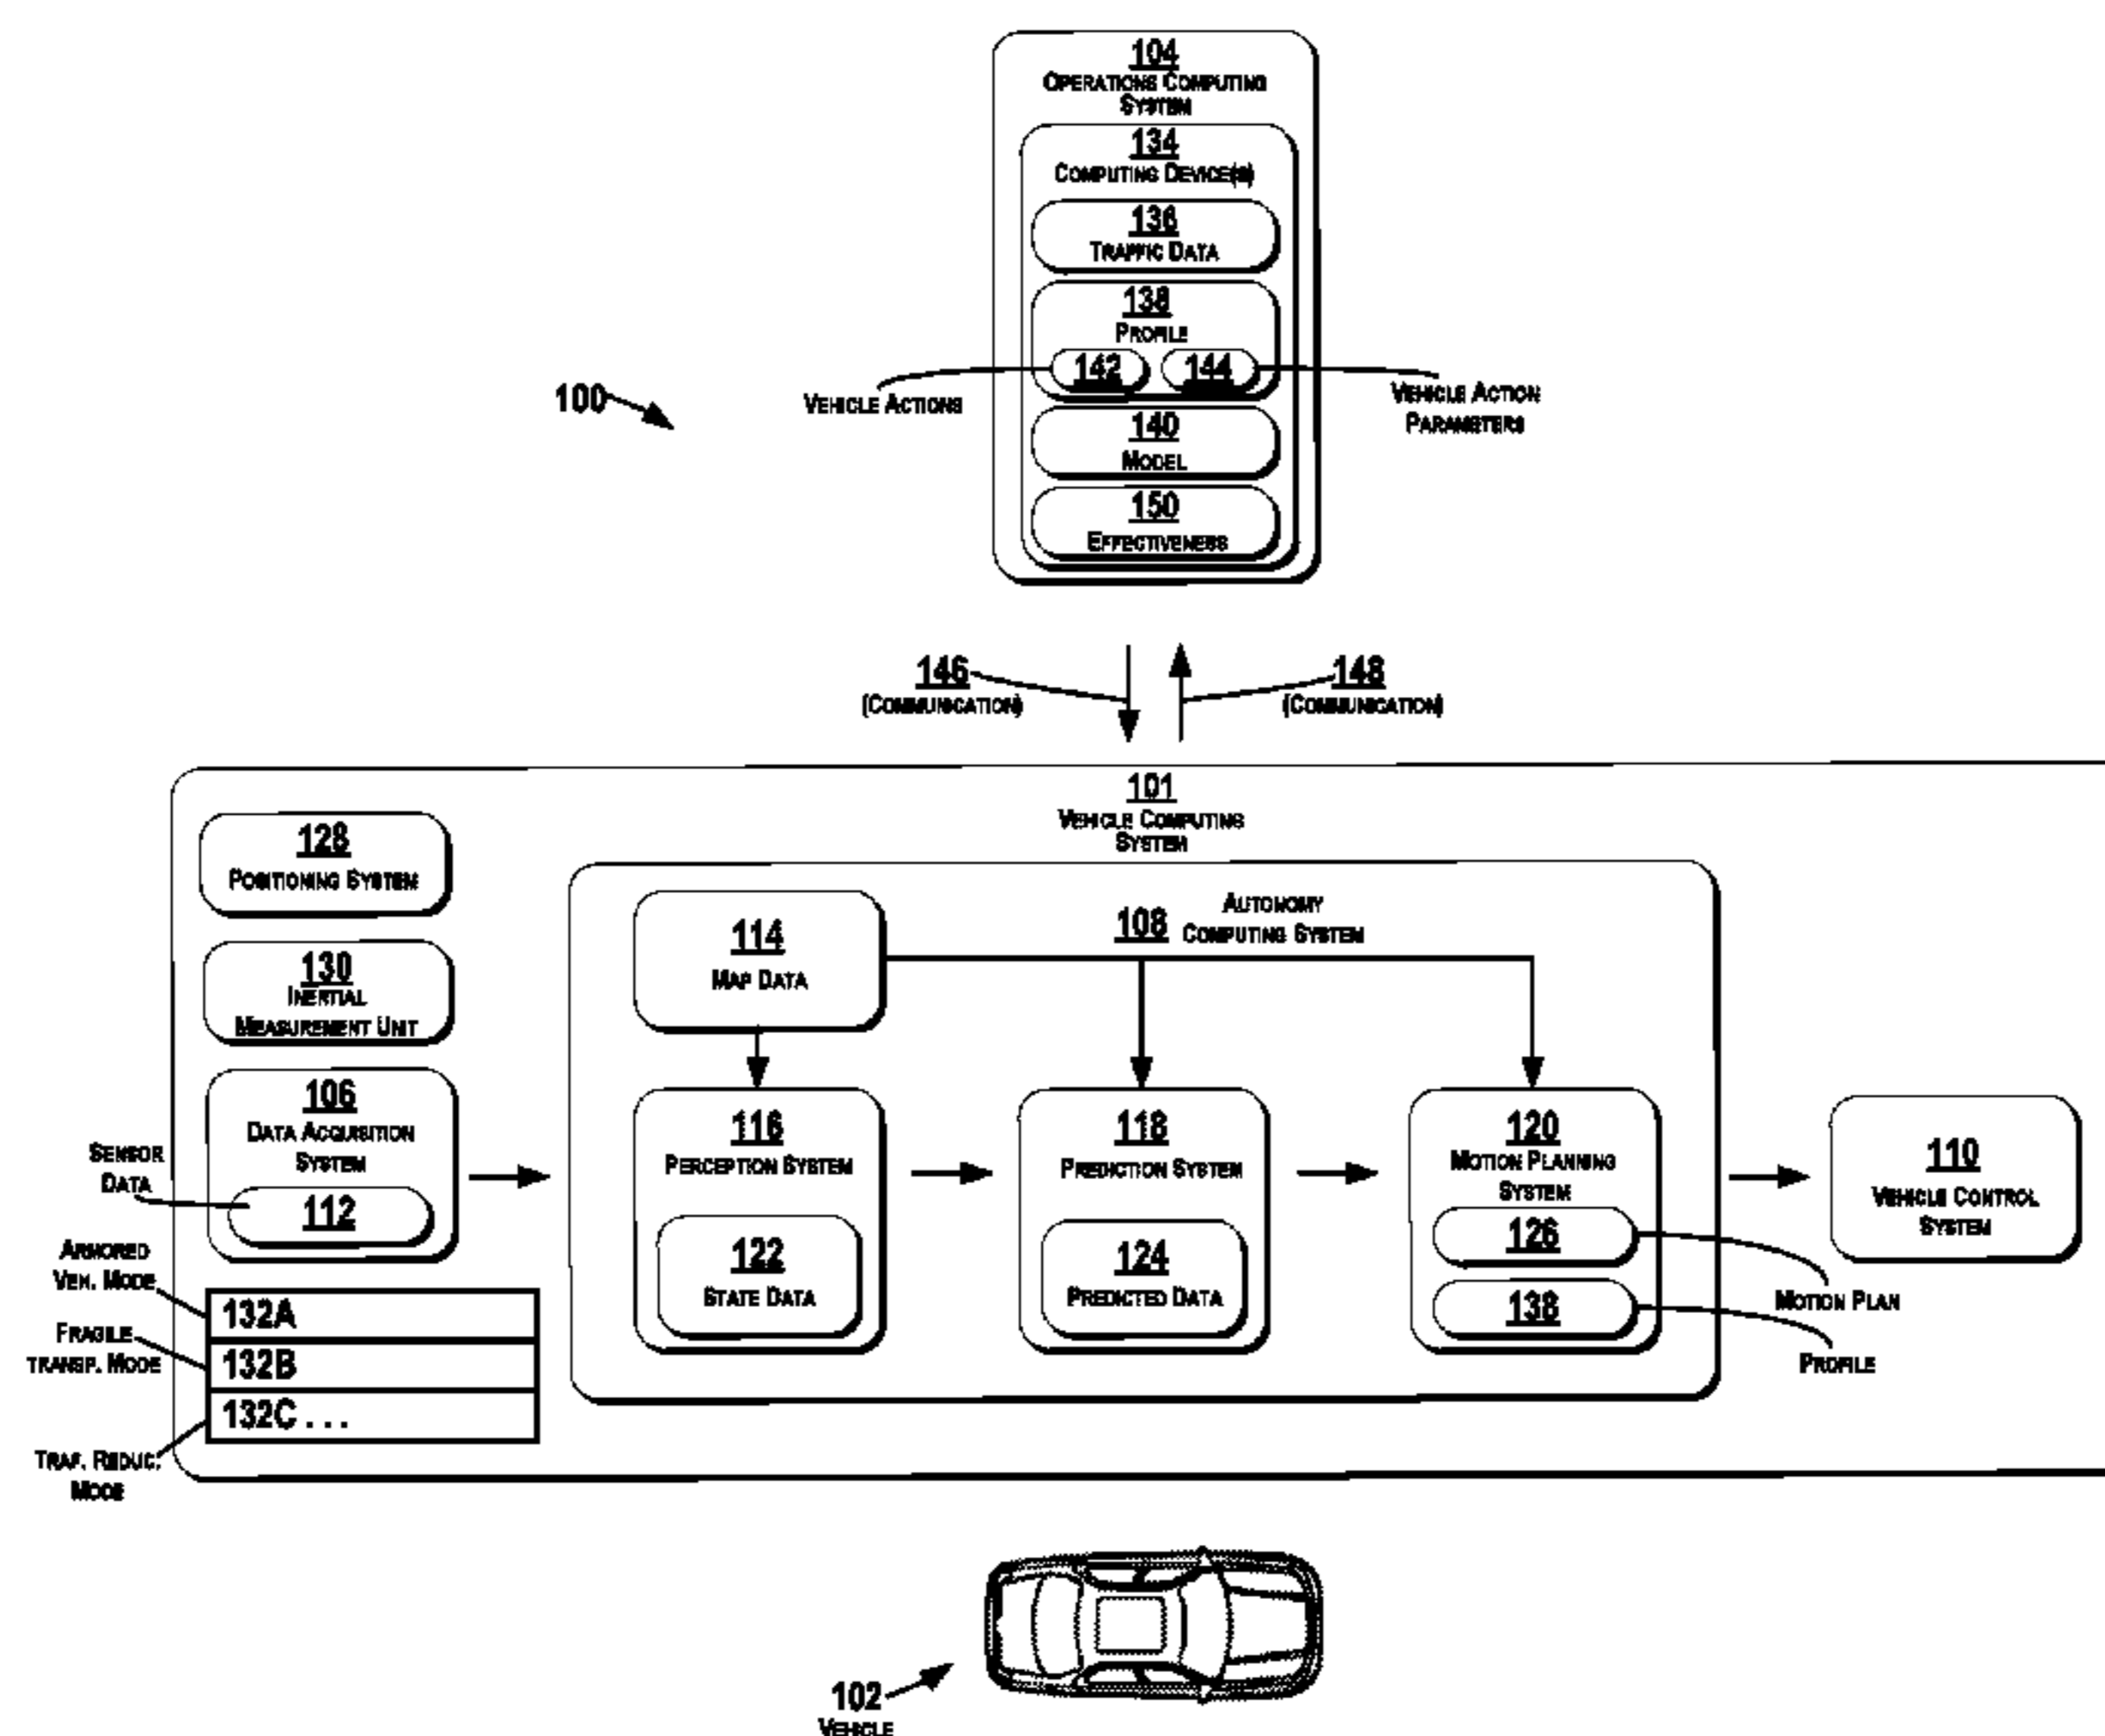 104
OPERATIONS COMPUTING
SYSTEM
134
COMPUTING DEVICE(S)
136
TRAFFIC DATA
138
PROFILE
142
144
VEHICLE ACTIONS
VEHICLE ACTION
PARAMETERS
100
140
MODEL
150
EFFECTIVENESS
146
(COMMUNICATION)
148
(COMMUNICATION)
101
VEHICLE COMPUTING
SYSTEM
128
POSITIONING SYSTEM
130
INERTIAL
MEASUREMENT UNIT
106
DATA ACQUISITION
SYSTEM
112
SENSOR
DATA
114
MAP DATA
108
AUTONOMY
COMPUTING SYSTEM
116
PERCEPTION SYSTEM
122
STATE DATA
118
PREDICTION SYSTEM
124
PREDICTED DATA
120
MOTION PLANNING
SYSTEM
126
138
MOTION PLAN
PROFILE
110
VEHICLE CONTROL
SYSTEM
ARMORED
VEH. MODE
132A
FRAGILE
TRANSP. MODE
132B
132C . . .
TRAF. REDUC.
MODE
102
VEHICLE